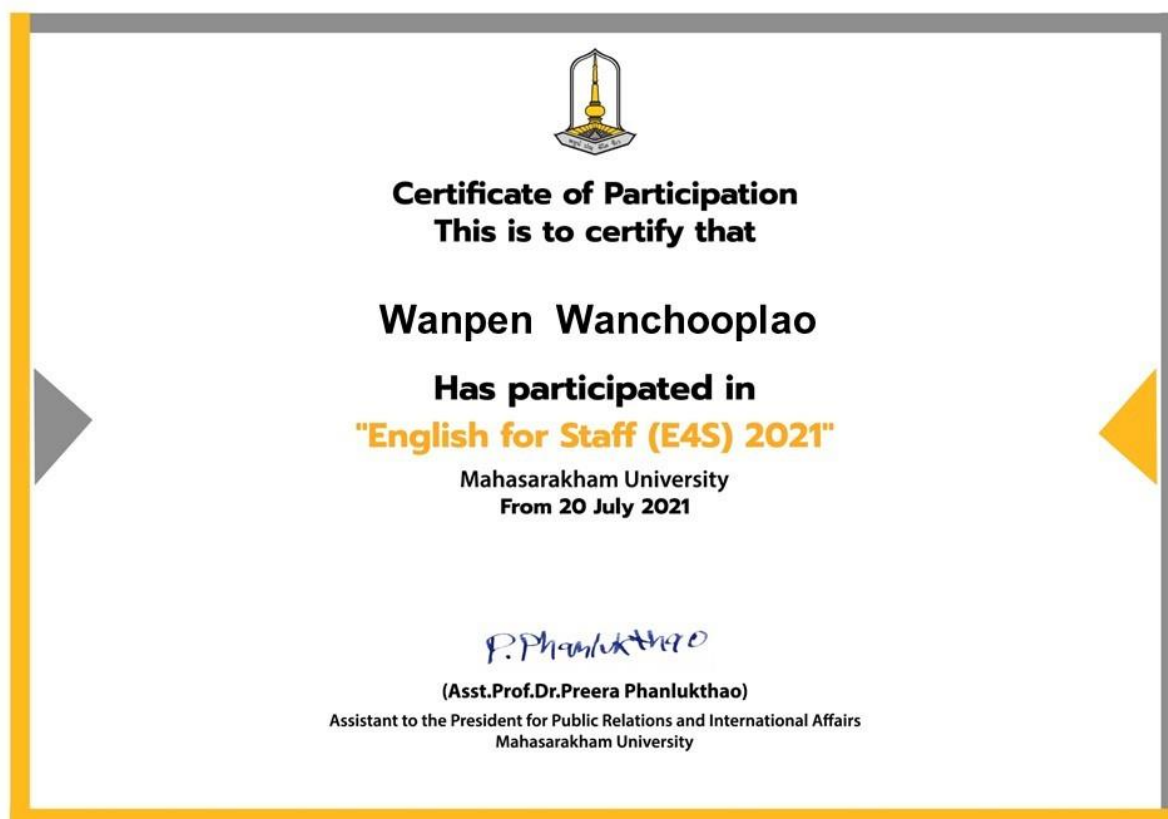 Certificate of Participation
This is to certify that
Wanpen Wanchooplao
Has participated in
"English for Staff (E4S) 2021"
Mahasarakham University
From 20 July 2021
P.Phanlukthao
(Asst.Prof.Dr.Preera Phanlukthao)
Assistant to the President for Public Relations and International Affairs
Mahasarakham University